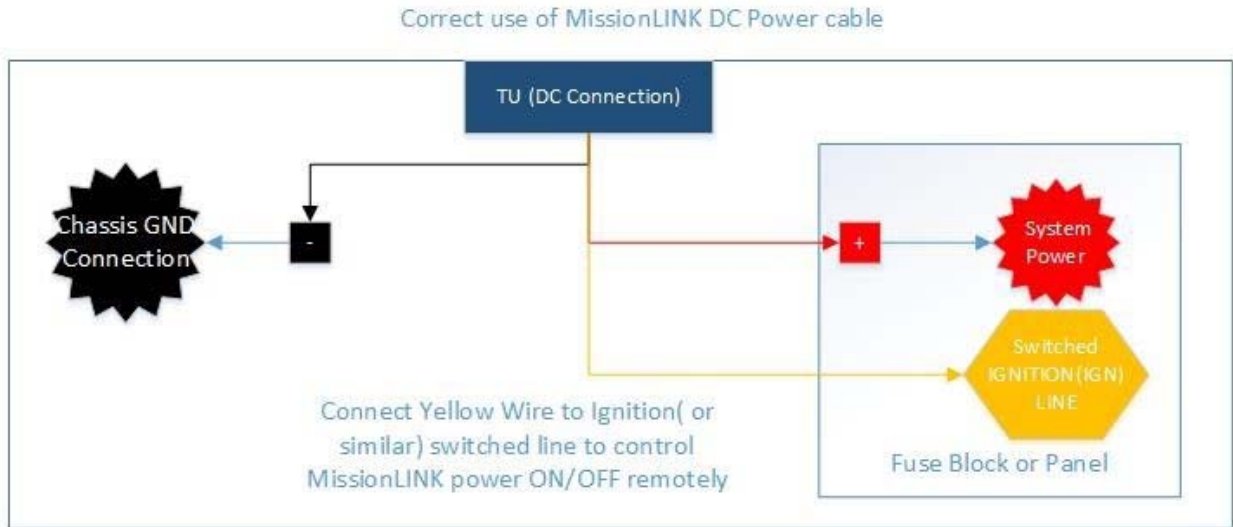 Correct use of MissionLINK DC Power cable
TU (DC Connection)
Chassis GND
Connection
-
+
System
Power
Switched
IGNITION(IGN)
LINE
Connect Yellow Wire to Ignition( or
similar) switched line to control
MissionLINK power ON/OFF remotely
Fuse Block or Panel